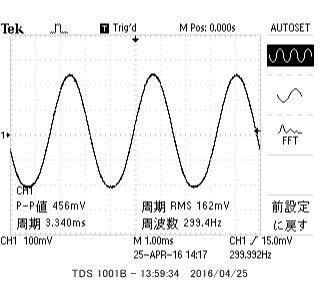 Tek T Trig'd M Pos: 0.000s AUTOSET
1
FFT
CH1
P-P値 456mV 周期 RMS 162mV
周期 3.340ms 周波数 299.4Hz
前設定
に戻す
CH1 100mV M 1.00ms CH1 15.0mV
25-APR-16 14:17 299.992Hz
TDS 1001B - 13:59:34 2016/04/25